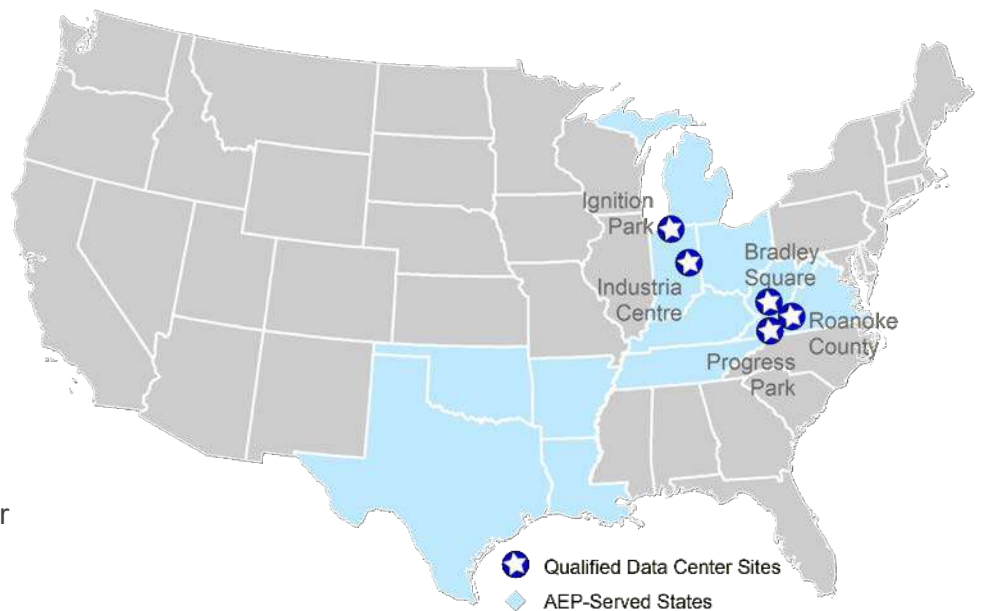 Ignition
Park
Bradley
Square
Industria
Centre
Roanoke
County
Progress
Park
r
Qualified Data Center Sites
AEP-Served States